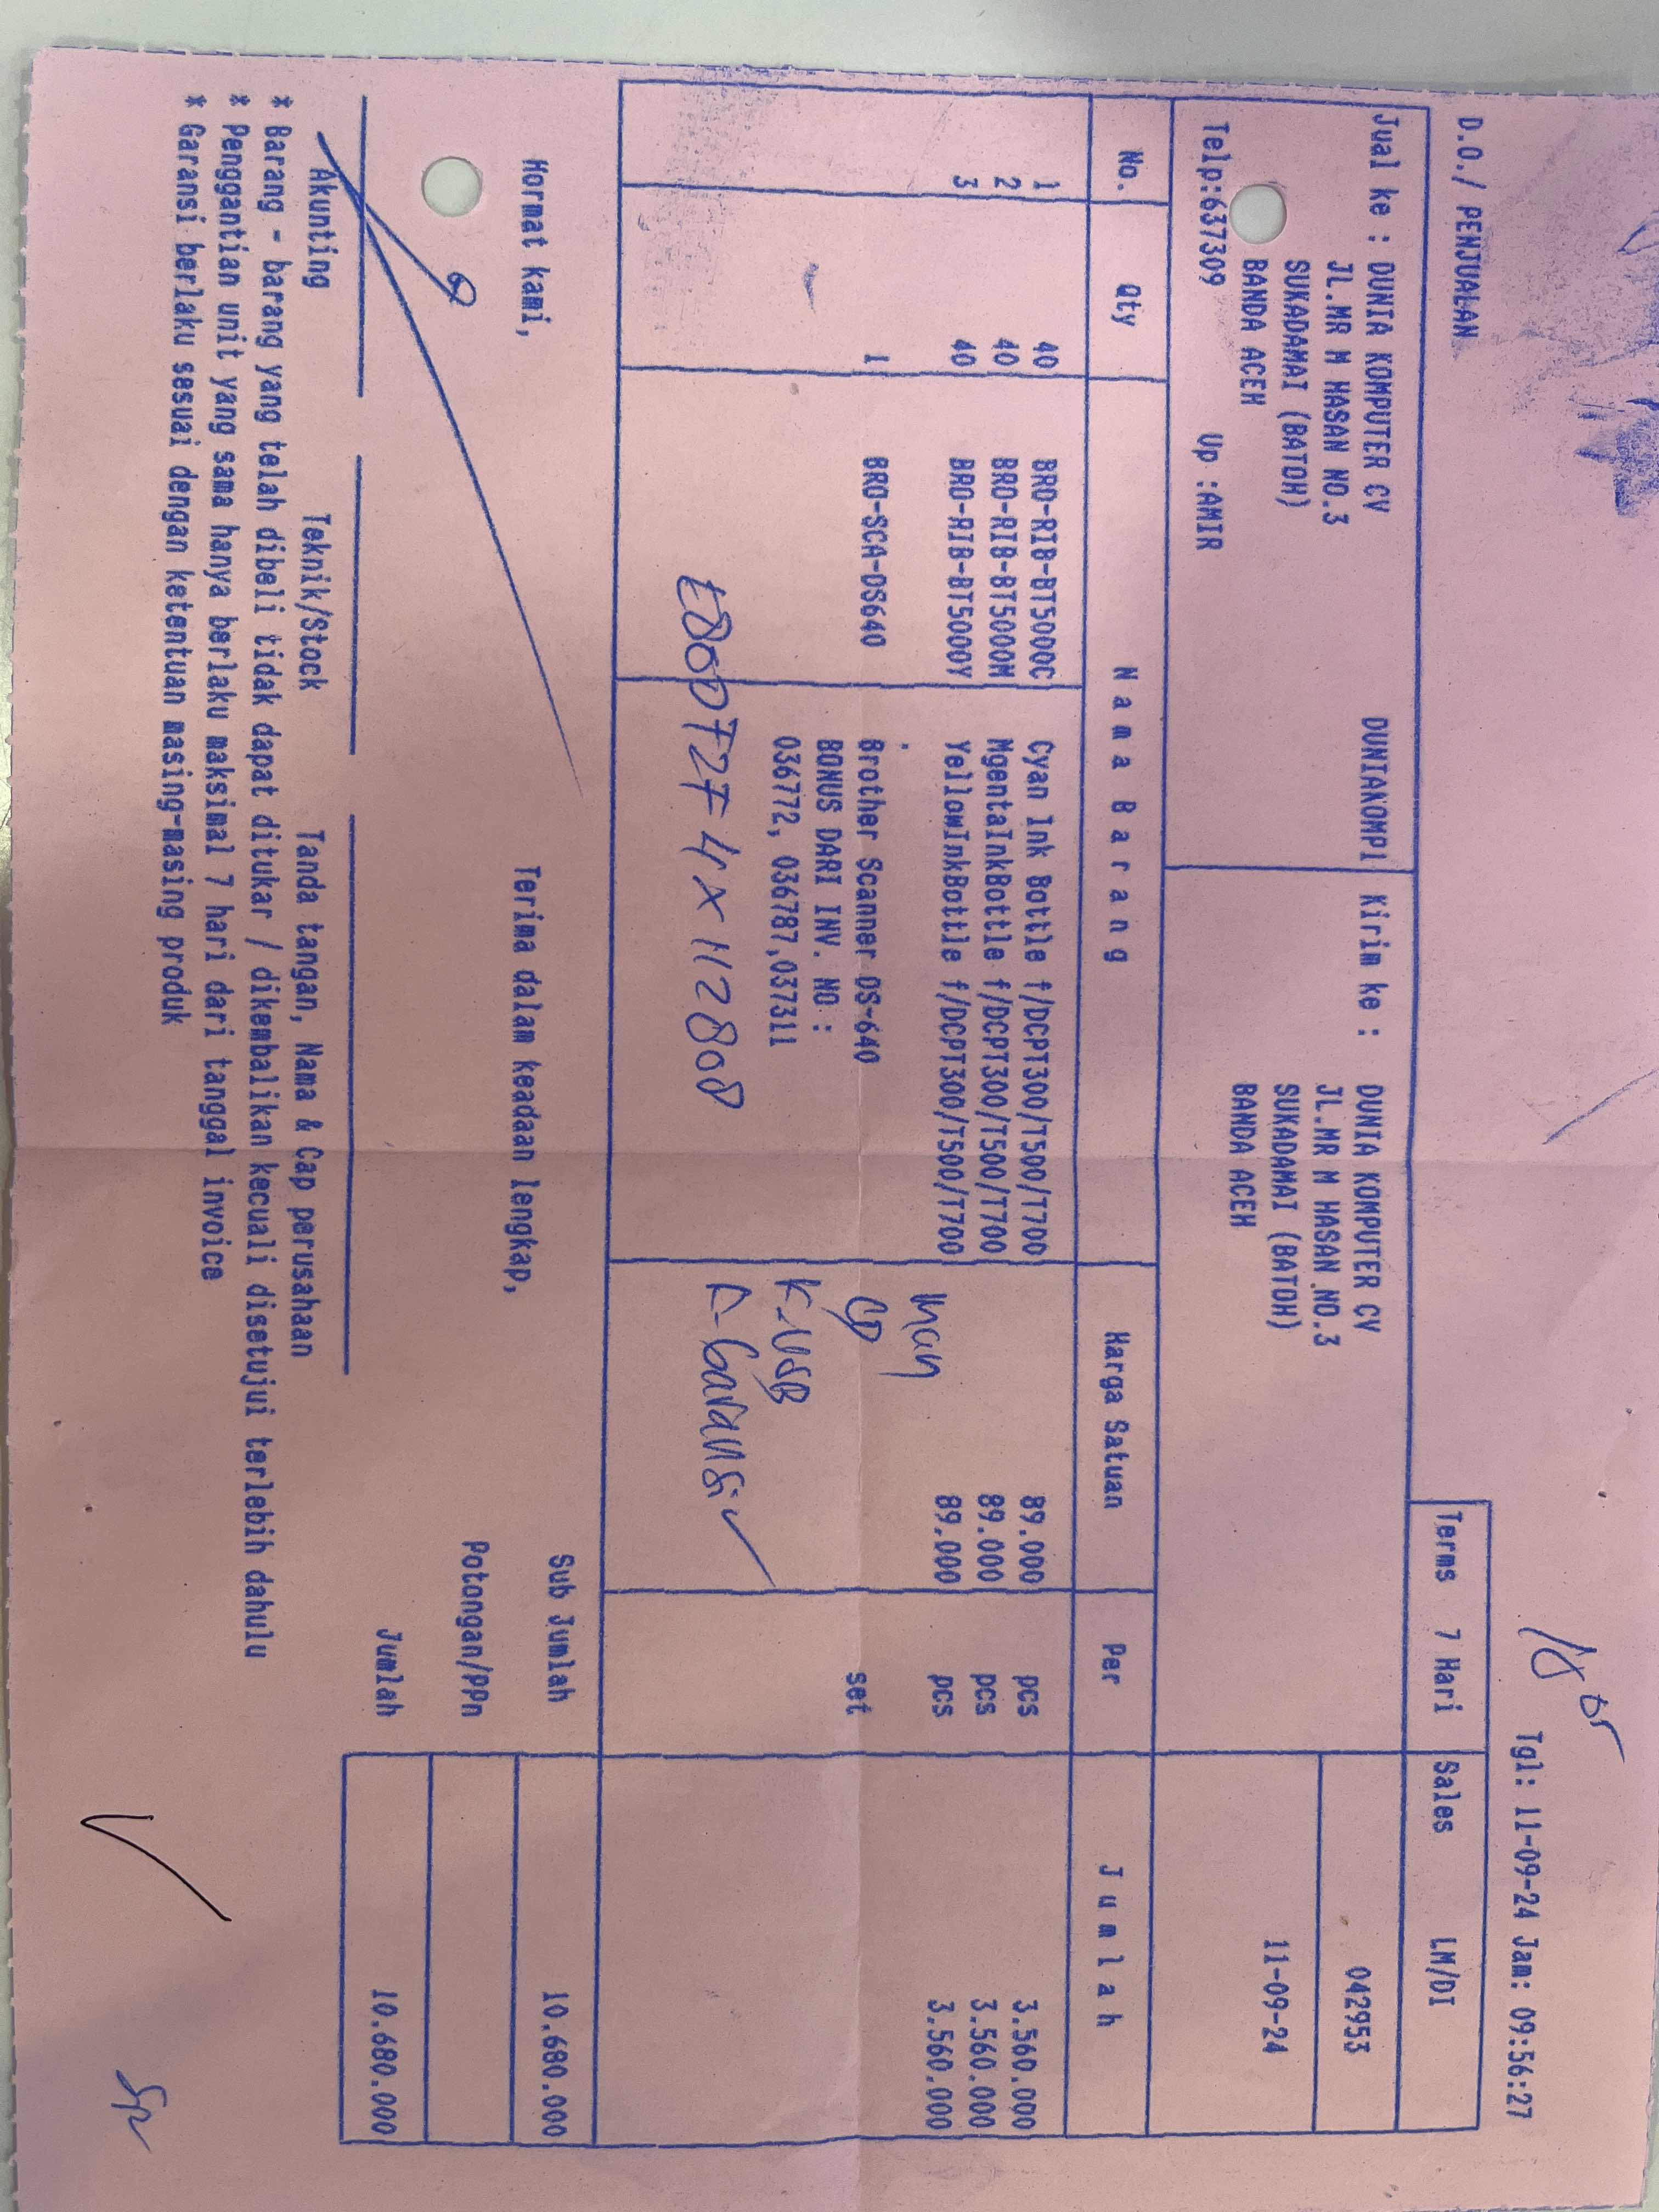 Tgl: 11-09-24 Jam: 09:56:27
D.O./ PENJUALAN
Terms 7 Hari Sales LM/DI
Jual ke : DUNIA KOMPUTER CV DUNIAKOMP1 Kirim ke : DUNIA KOMPUTER CV 042953
JL.MR M HASAN NO.3 JL.MR M HASAN NO.3
SUKADAMAI (BATOH) SUKADAMAI (BATOH) 11-09-24
BANDA ACEH BANDA ACEH
Telp:637309 Up :AMIR
No. Qty Nama Barang Harga Satuan Per Jumlah
1 40 BRO-RIB-BT5000C Cyan Ink Bottle f/DCPT300/T500/T700 89.000 pcs 3.560.000
2 40 BRO-RIB-BT5000M MgentaInkBottle f/DCPT300/T500/T700 89.000 pcs 3.560.000
3 40 BRO-RIB-BT5000Y YellowInkBottle f/DCPT300/T500/T700 89.000 pcs 3.560.000
.
1 BRO-SCA-DS640 Brother Scanner DS-640 set
BONUS DARI INV. NO :
036772, 036787,037311
CD
K-USB
K-Garansi
Hormat kami, Terima dalam keadaan lengkap, Sub Jumlah 10.680.000
Potongan/PPn
Jumlah 10.680.000
Akunting Teknik/Stock Tanda tangan, Nama & Cap perusahaan
* Barang - barang yang telah dibeli tidak dapat ditukar / dikembalikan kecuali disetujui terlebih dahulu
* Penggantian unit yang sama hanya berlaku maksimal 7 hari dari tanggal invoice
* Garansi berlaku sesuai dengan ketentuan masing-masing produk